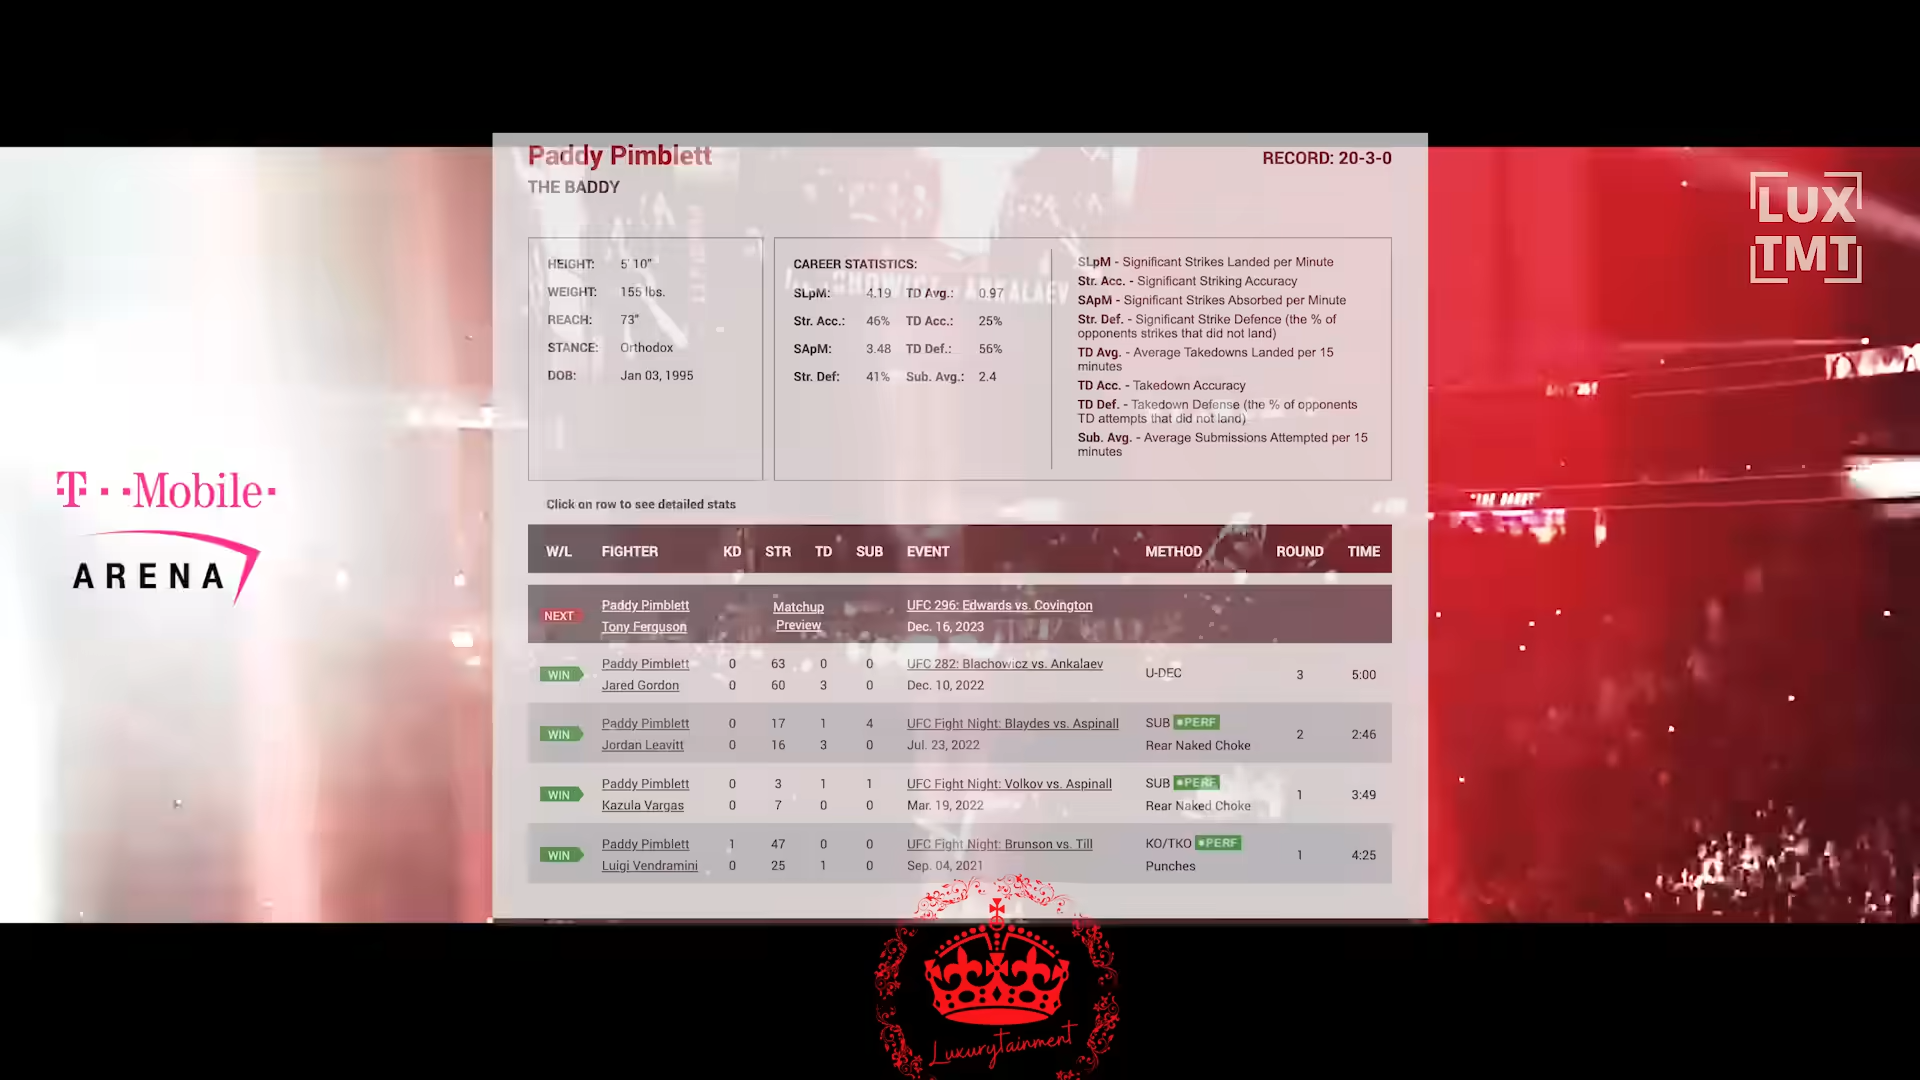 Paddy Pimblett
RECORD: 20-3-0
THE BADDY
LUX
TMT
HEIGHT: 5' 10"
WEIGHT: 155 lbs.
REACH: 73"
STANCE: Orthodox
DOB: Jan 03, 1995
CAREER STATISTICS:
SLpM: 4.19 TD Avg.: 0.97
Str. Acc.: 46% TD Acc.: 25%
SApM: 3.48 TD Def.: 56%
Str. Def: 41% Sub. Avg.: 2.4
SLpM - Significant Strikes Landed per Minute
Str. Acc. - Significant Striking Accuracy
SApM - Significant Strikes Absorbed per Minute
Str. Def. - Significant Strike Defence (the % of
opponents strikes that did not land)
TD Avg. - Average Takedowns Landed per 15
minutes
TD Acc. - Takedown Accuracy
TD Def. - Takedown Defense (the % of opponents
TD attempts that did not land)
Sub. Avg. - Average Submissions Attempted per 15
minutes
T··Mobile·
ARENA
"THE BADDY"
Click on row to see detailed stats
W/L FIGHTER KD STR TD SUB EVENT METHOD ROUND TIME
NEXT Paddy Pimblett Matchup UFC 296: Edwards vs. Covington
Tony Ferguson Preview Dec. 16, 2023
WIN Paddy Pimblett 0 63 0 0 UFC 282: Blachowicz vs. Ankalaev U-DEC 3 5:00
Jared Gordon 0 60 3 0 Dec. 10, 2022
WIN Paddy Pimblett 0 17 1 4 UFC Fight Night: Blaydes vs. Aspinall SUB PERF 2 2:46
Jordan Leavitt 0 16 3 0 Jul. 23, 2022 Rear Naked Choke
WIN Paddy Pimblett 0 3 1 1 UFC Fight Night: Volkov vs. Aspinall SUB PERF 1 3:49
Kazula Vargas 0 7 0 0 Mar. 19, 2022 Rear Naked Choke
WIN Paddy Pimblett 1 47 0 0 UFC Fight Night: Brunson vs. Till KO/TKO PERF 1 4:25
Luigi Vendramini 0 25 1 0 Sep. 04, 2021 Punches
Luxurytainment